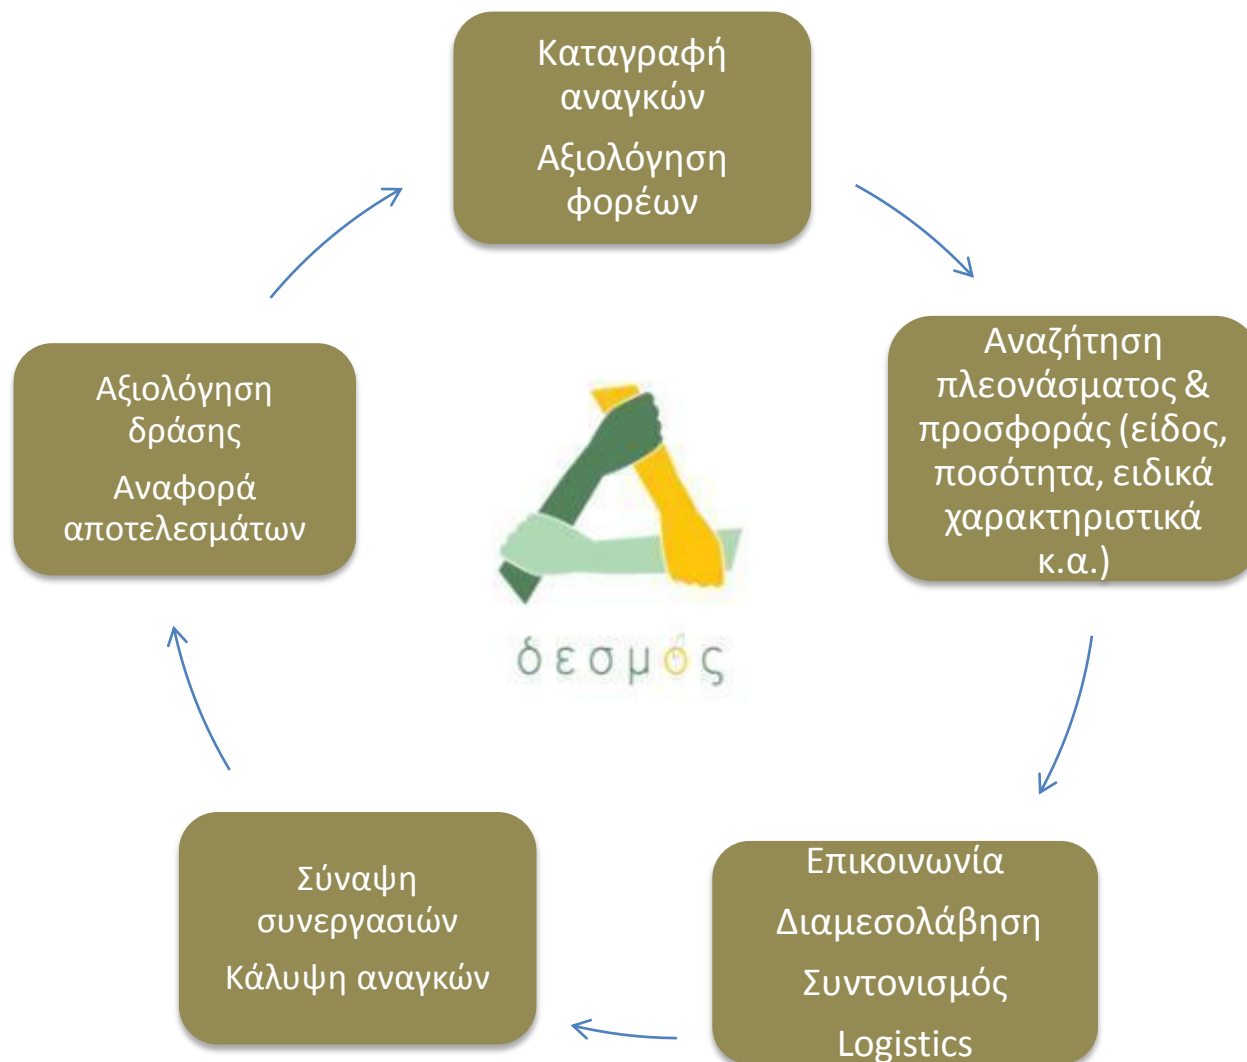 Καταγραφή
αναγκών
Αξιολόγηση
φορέων
Αναζήτηση
πλεονάσματος &
προσφοράς (είδος,
ποσότητα, ειδικά
χαρακτηριστικά
κ.α.)
Επικοινωνία
Διαμεσολάβηση
Συντονισμός
Logistics
Σύναψη
συνεργασιών
Κάλυψη αναγκών
Αξιολόγηση
δράσης
Αναφορά
αποτελεσμάτων
δεσμός